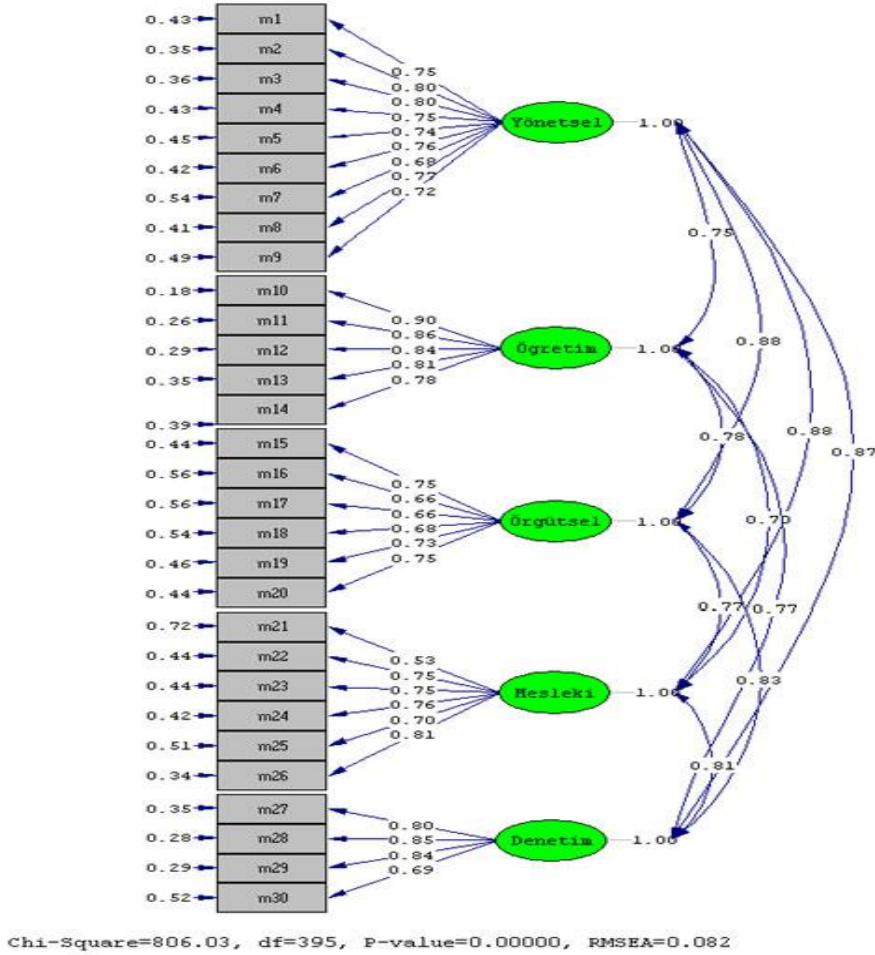 0.43 m1
0.35 m2
0.36 m3
0.43 m4
0.45 m5
0.42 m6
0.54 m7
0.41 m8
0.49 m9
0.75
0.80
0.80
0.75
0.74
0.76
0.68
0.77
0.72
Yönetsel 1.00
0.18 m10
0.26 m11
0.29 m12
0.35 m13
0.39 m14
0.90
0.86
0.84
0.81
0.78
Ögretim 1.00
0.44 m15
0.56 m16
0.56 m17
0.54 m18
0.46 m19
0.44 m20
0.75
0.66
0.66
0.68
0.73
0.75
Örgütsel 1.00
0.72 m21
0.44 m22
0.44 m23
0.42 m24
0.51 m25
0.34 m26
0.53
0.75
0.75
0.76
0.70
0.81
Mesleki 1.00
0.35 m27
0.28 m28
0.29 m29
0.52 m30
0.80
0.85
0.84
0.69
Denetim 1.00
0.75
0.88
0.78
0.88
0.87
0.70
0.77
0.77
0.83
0.81
Chi-Square=806.03, df=395, P-value=0.00000, RMSEA=0.082